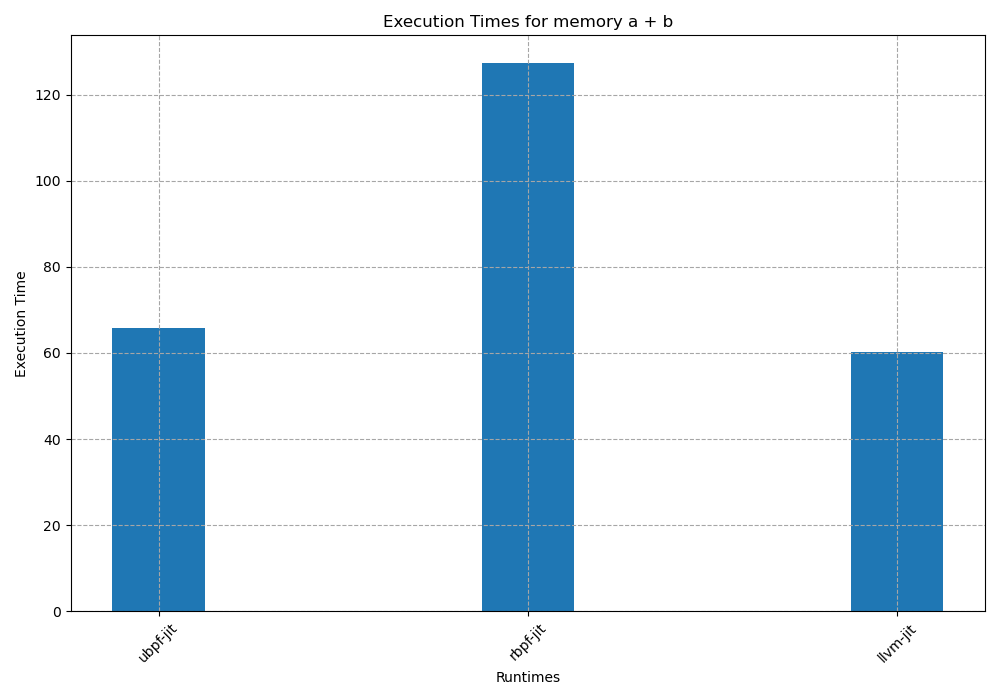 Execution Times for memory a + b
120
100
80
60
40
20
0
Execution Time
ubpf-jit
rbpf-jit
llvm-jit
Runtimes